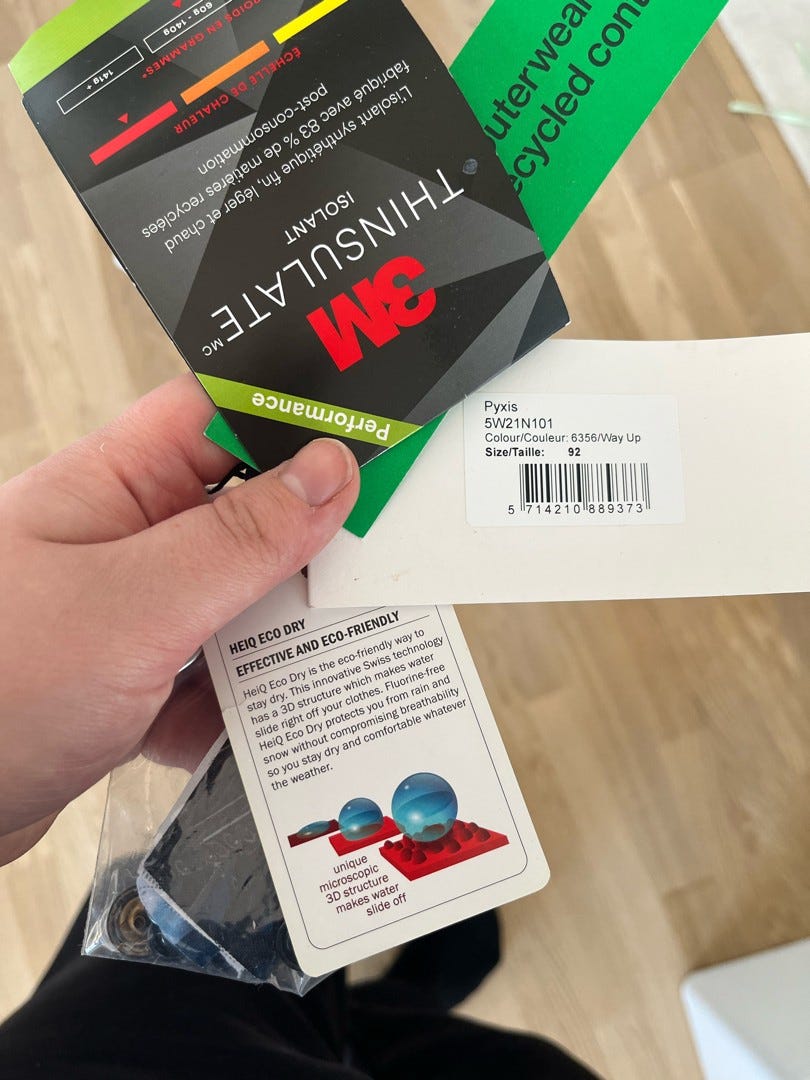 60g - 140g
141g+
POIDS EN GRAMMES*
ÉCHELLE DE CHALEUR
L'isolant synthétique fin, léger et chaud
fabriqué avec 83 % de matières recyclées
post-consommation
ISOLANT
THINSULATE MC
3M
Performance
Pyxis
5W21N101
Colour/Couleur: 6356/Way Up
Size/Taille: 92
5 714210 889373
HEIQ ECO DRY
EFFECTIVE AND ECO-FRIENDLY
HeiQ Eco Dry is the eco-friendly way to
stay dry. This innovative Swiss technology
has a 3D structure which makes water
slide right off your clothes. Fluorine-free
HeiQ Eco Dry protects you from rain and
snow without compromising breathability
so you stay dry and comfortable whatever
the weather.
unique
microscopic
3D structure
makes water
slide off